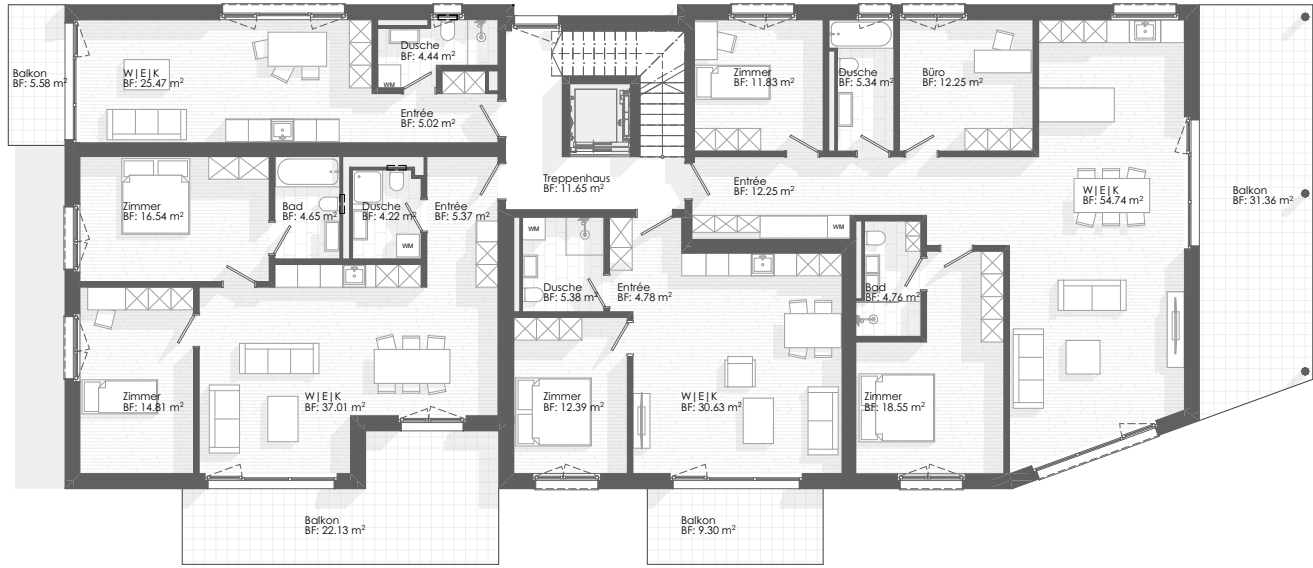 Balkon
BF: 5.58 m²
W|E|K
BF: 25.47 m²
Dusche
BF: 4.44 m²
WM
Entrée
BF: 5.02 m²
Treppenhaus
BF: 11.65 m²
Zimmer
BF: 11.83 m²
Dusche
BF: 5.34 m²
Büro
BF: 12.25 m²
Entrée
BF: 12.25 m²
WM
W|E|K
BF: 54.74 m²
Balkon
BF: 31.36 m²
Zimmer
BF: 16.54 m²
Bad
BF: 4.65 m²
Dusche
BF: 4.22 m²
WM
Entrée
BF: 5.37 m²
WM
Dusche
BF: 5.38 m²
Entrée
BF: 4.78 m²
Bad
BF: 4.76 m²
Zimmer
BF: 14.81 m²
W|E|K
BF: 37.01 m²
Zimmer
BF: 12.39 m²
W|E|K
BF: 30.63 m²
Zimmer
BF: 18.55 m²
Balkon
BF: 22.13 m²
Balkon
BF: 9.30 m²